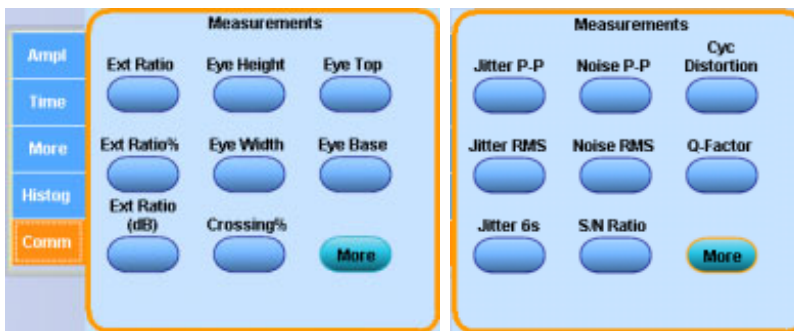 Ampl
Time
More
Histog
Comm
Measurements
Ext Ratio Eye Height Eye Top
Ext Ratio% Eye Width Eye Base
Ext Ratio
(dB) Crossing%
More
Measurements
Jitter P-P Noise P-P Cyc
Distortion
Jitter RMS Noise RMS Q-Factor
Jitter 6s S/N Ratio
More